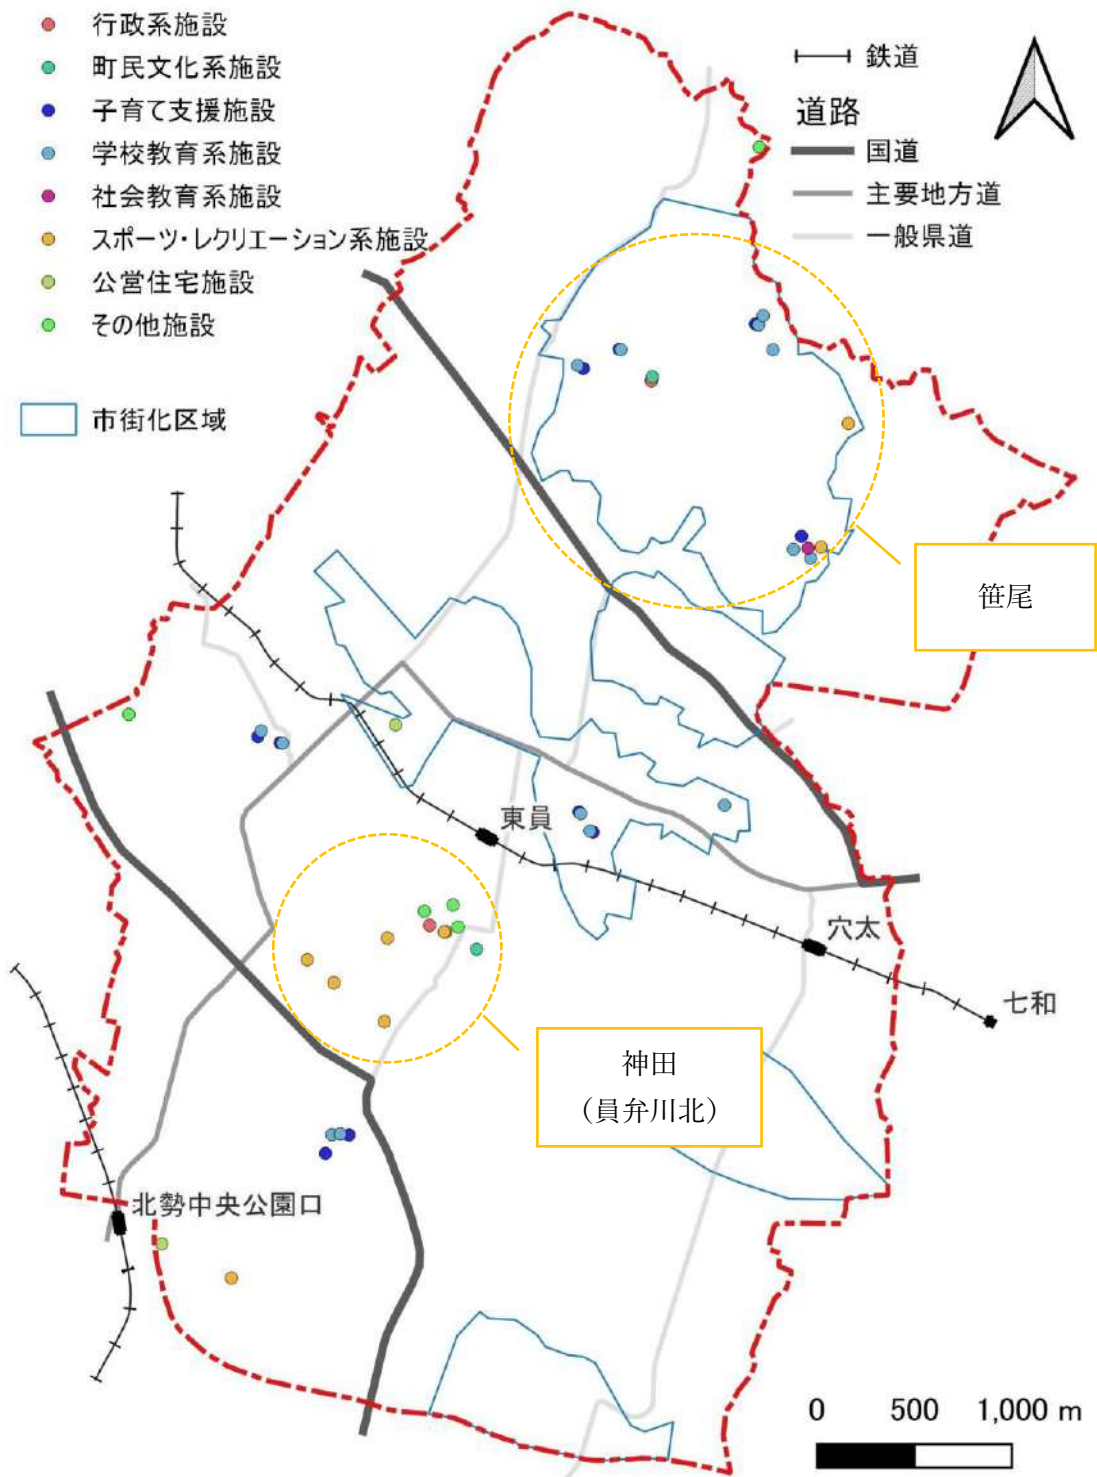 行政系施設
町民文化系施設
子育て支援施設
学校教育系施設
社会教育系施設
スポーツ・レクリエーション系施設
公営住宅施設
その他施設
市街化区域
鉄道
道路
国道
主要地方道
一般県道
笹尾
東員
穴太
七和
神田
（員弁川北）
北勢中央公園口
0 500 1,000 m